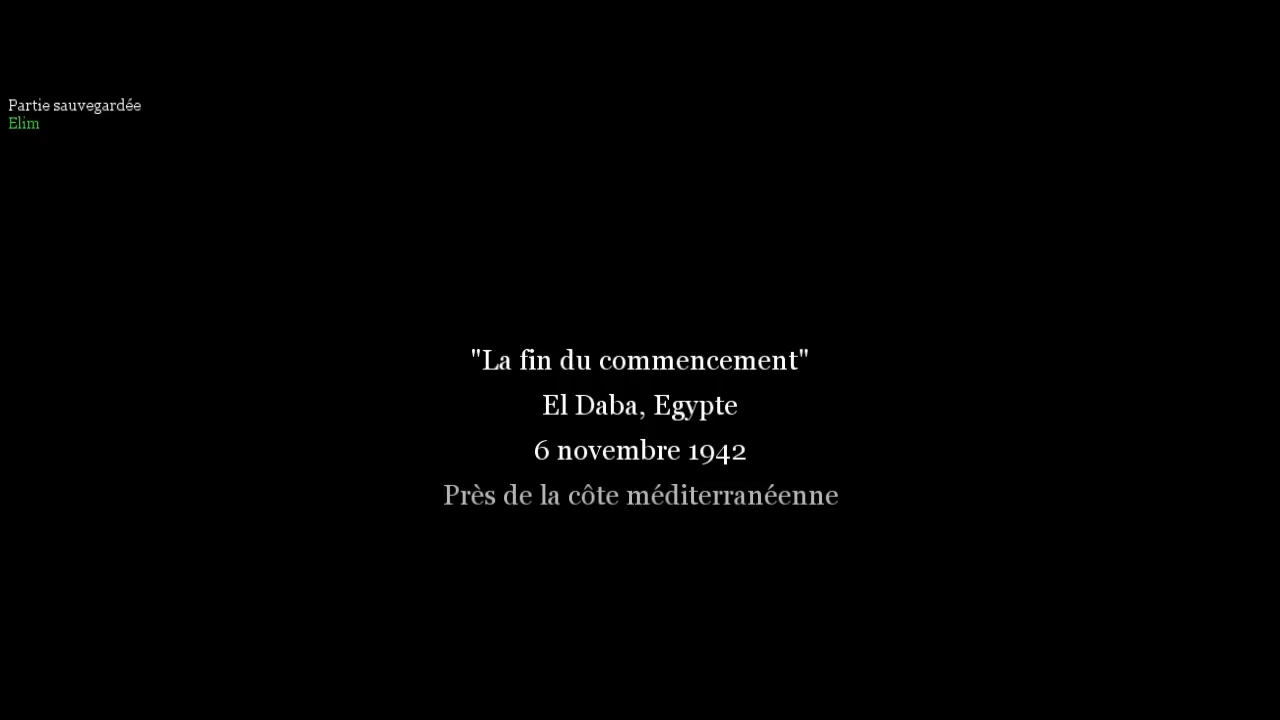 Partie sauvegardée
Elim
"La fin du commencement"
El Daba, Egypte
6 novembre 1942
Près de la côte méditerranéenne